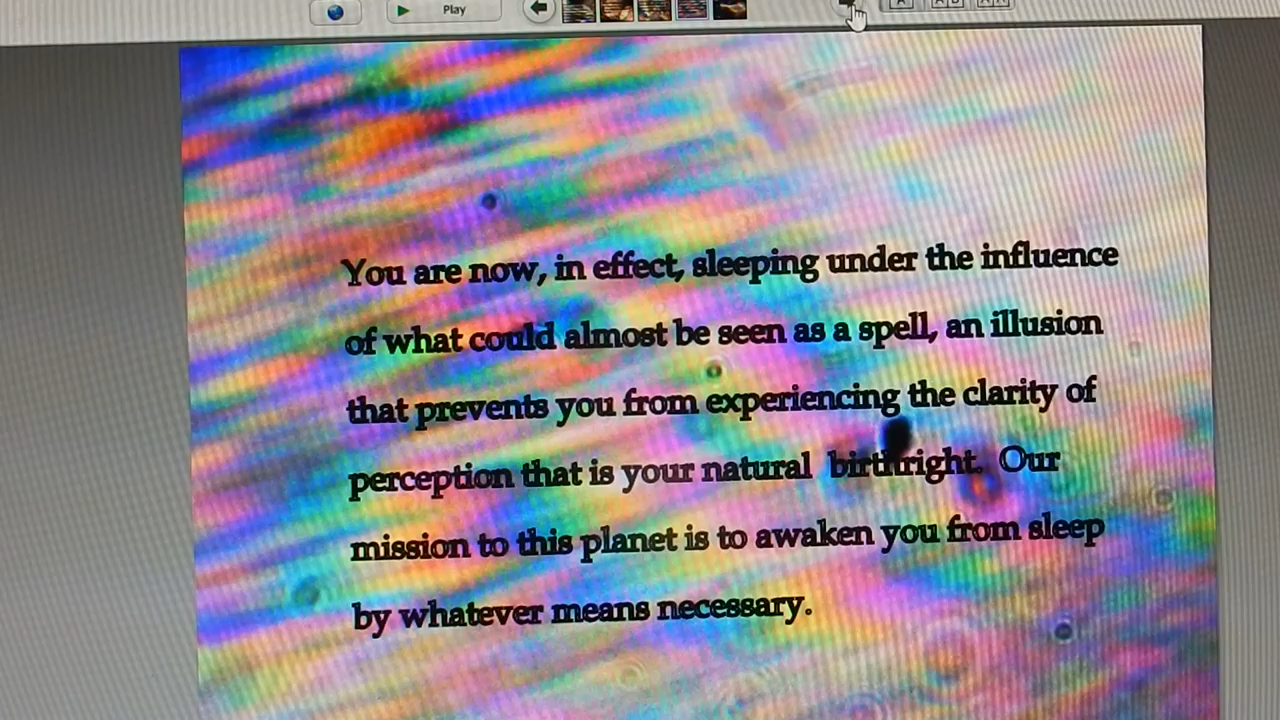 Play
You are now, in effect, sleeping under the influence
of what could almost be seen as a spell, an illusion
that prevents you from experiencing the clarity of
perception that is your natural birthright. Our
mission to this planet is to awaken you from sleep
by whatever means necessary.